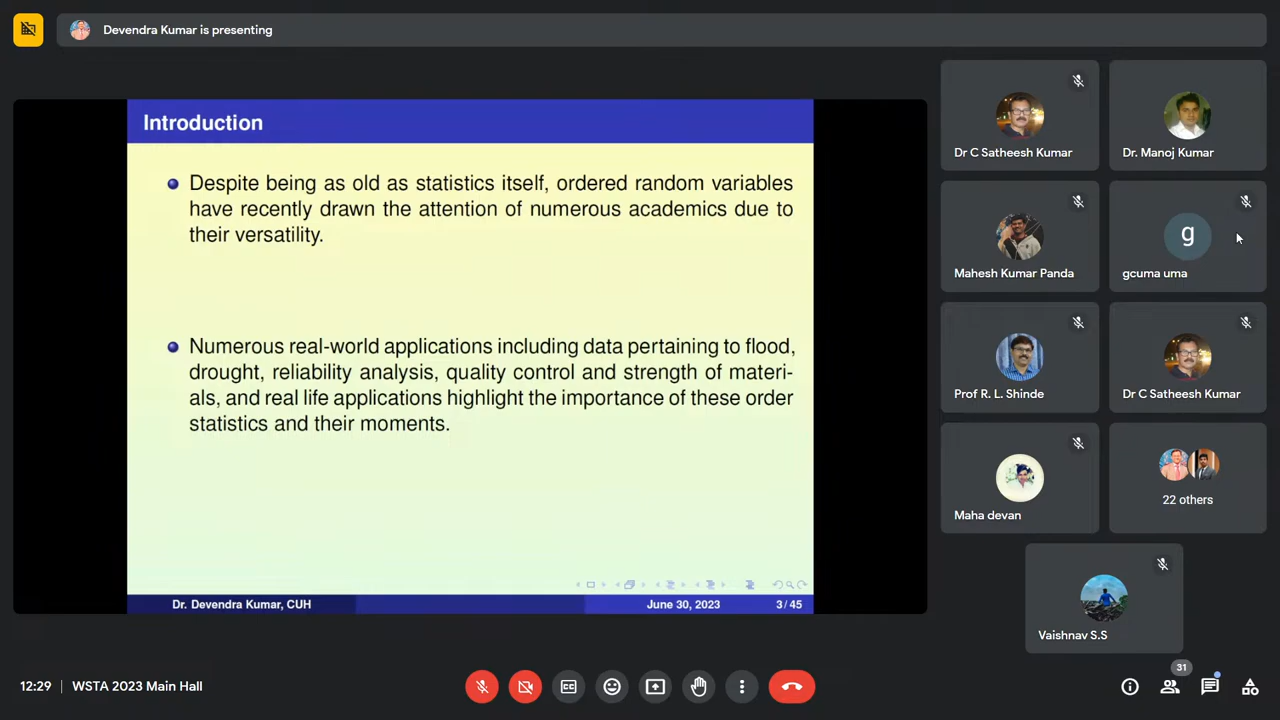 Devendra Kumar is presenting
Introduction
Despite being as old as statistics itself, ordered random variables
have recently drawn the attention of numerous academics due to
their versatility.
Numerous real-world applications including data pertaining to flood,
drought, reliability analysis, quality control and strength of materi-
als, and real life applications highlight the importance of these order
statistics and their moments.
Dr. Devendra Kumar, CUH
June 30, 2023
3 / 45
Dr C Satheesh Kumar
Dr. Manoj Kumar
Mahesh Kumar Panda
g
gcuma uma
Prof R. L. Shinde
Dr C Satheesh Kumar
Maha devan
22 others
Vaishnav S.S
12:29 | WSTA 2023 Main Hall
CC
31